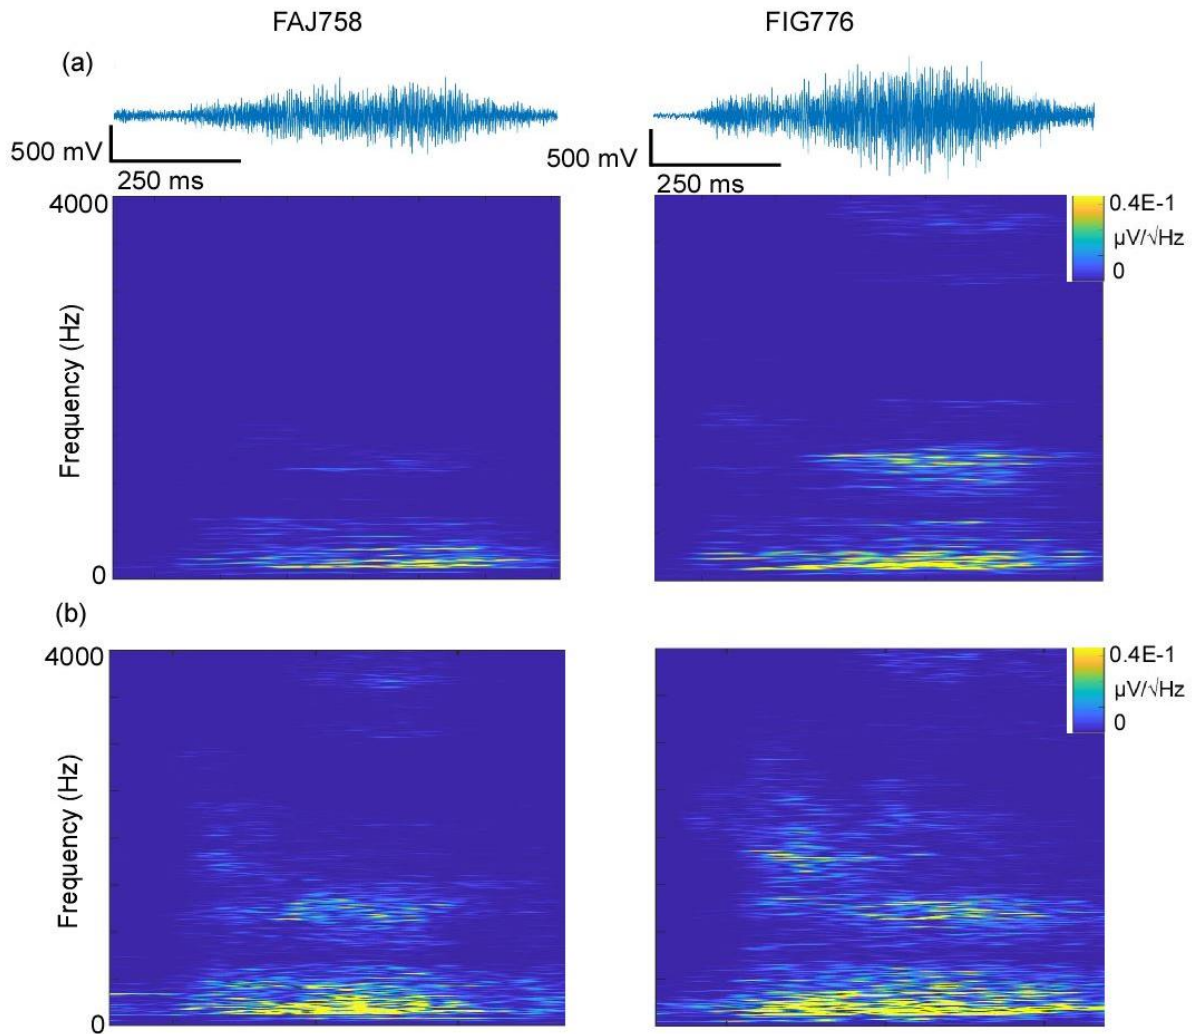 FAJ758
FIG776
(a)
500 mV
250 ms
500 mV
250 ms
4000
Frequency (Hz)
0
0.4E-1
µV/√Hz
0
(b)
4000
Frequency (Hz)
0
0.4E-1
µV/√Hz
0